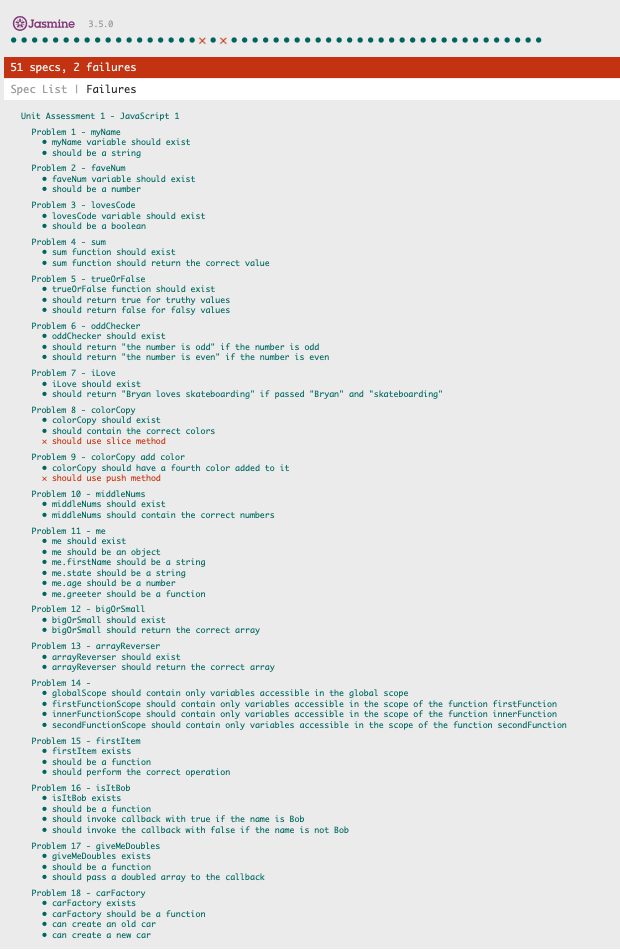 Jasmine 3.5.0
51 specs, 2 failures
Spec List | Failures
Unit Assessment 1 - JavaScript 1
Problem 1 - myName
• myName variable should exist
• should be a string
Problem 2 - faveNum
• faveNum variable should exist
• should be a number
Problem 3 - lovesCode
• lovesCode variable should exist
• should be a boolean
Problem 4 - sum
• sum function should exist
• sum function should return the correct value
Problem 5 - trueOrFalse
• trueOrFalse function should exist
• should return true for truthy values
• should return false for falsy values
Problem 6 - oddChecker
• oddChecker should exist
• should return "the number is odd" if the number is odd
• should return "the number is even" if the number is even
Problem 7 - iLove
• iLove should exist
• should return "Bryan loves skateboarding" if passed "Bryan" and "skateboarding"
Problem 8 - colorCopy
• colorCopy should exist
• should contain the correct colors
× should use slice method
Problem 9 - colorCopy add color
• colorCopy should have a fourth color added to it
× should use push method
Problem 10 - middleNums
• middleNums should exist
• middleNums should contain the correct numbers
Problem 11 - me
• me should exist
• me should be an object
• me.firstName should be a string
• me.state should be a string
• me.age should be a number
• me.greeter should be a function
Problem 12 - bigOrSmall
• bigOrSmall should exist
• bigOrSmall should return the correct array
Problem 13 - arrayReverser
• arrayReverser should exist
• arrayReverser should return the correct array
Problem 14 -
• globalScope should contain only variables accessible in the global scope
• firstFunctionScope should contain only variables accessible in the scope of the function firstFunction
• innerFunctionScope should contain only variables accessible in the scope of the function innerFunction
• secondFunctionScope should contain only variables accessible in the scope of the function secondFunction
Problem 15 - firstItem
• firstItem exists
• should be a function
• should perform the correct operation
Problem 16 - isItBob
• isItBob exists
• should be a function
• should invoke callback with true if the name is Bob
• should invoke the callback with false if the name is not Bob
Problem 17 - giveMeDoubles
• giveMeDoubles exists
• should be a function
• should pass a doubled array to the callback
Problem 18 - carFactory
• carFactory exists
• carFactory should be a function
• can create an old car
• can create a new car